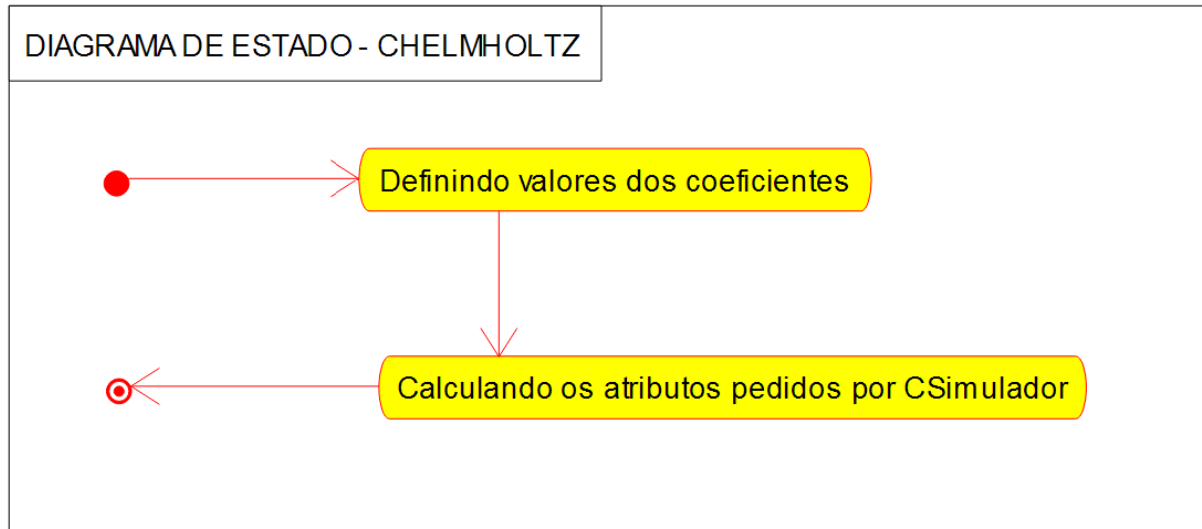 DIAGRAMA DE ESTADO - CHELMHOLTZ
Definindo valores dos coeficientes
Calculando os atributos pedidos por CSimulador